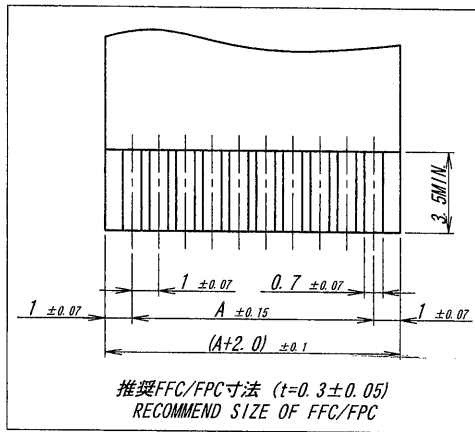 3. 5MIN.
1 ±0.07
0. 7 ±0.07
1 ±0.07
A ±0.15
1 ±0.07
(A+2. 0) ±0.1
推奨FFC/FPC寸法 (t=0. 3±0. 05)
RECOMMEND SIZE OF FFC/FPC